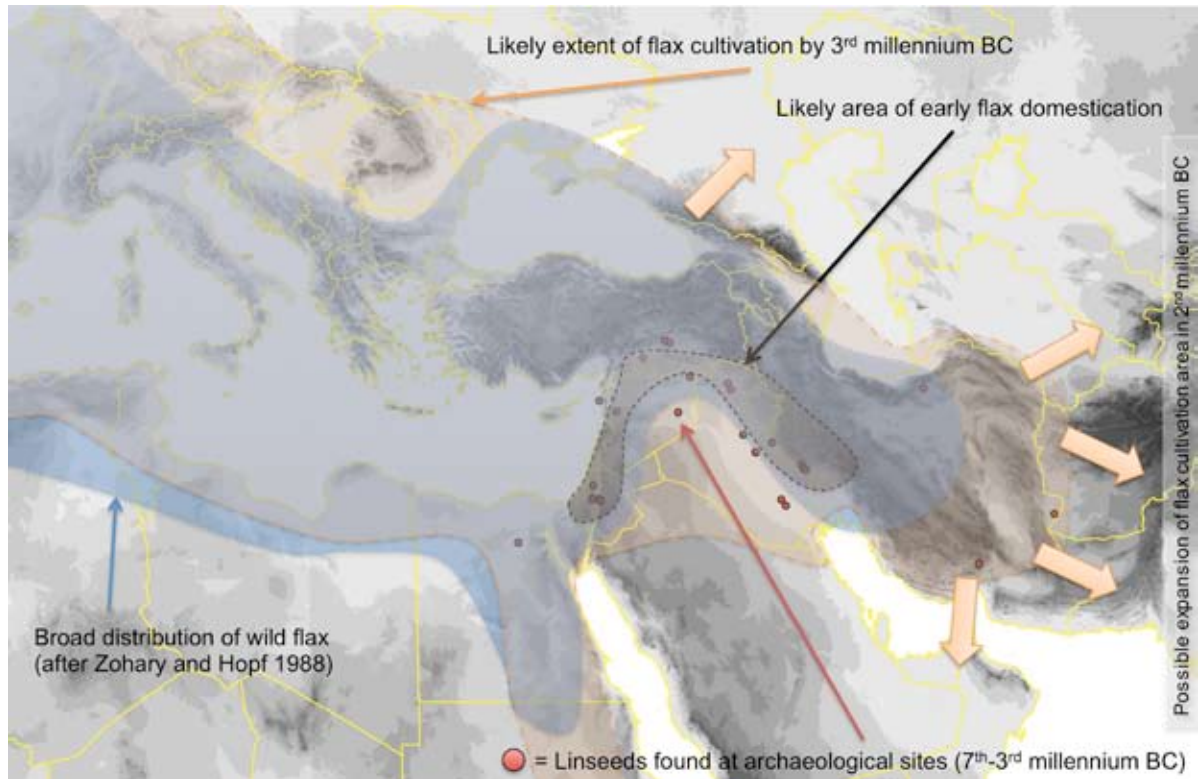 Likely extent of flax cultivation by 3rd millennium BC
Likely area of early flax domestication
Possible expansion of flax cultivation area in 2nd millennium BC
Broad distribution of wild flax
(after Zohary and Hopf 1988)
= Linseeds found at archaeological sites (7th-3rd millennium BC)